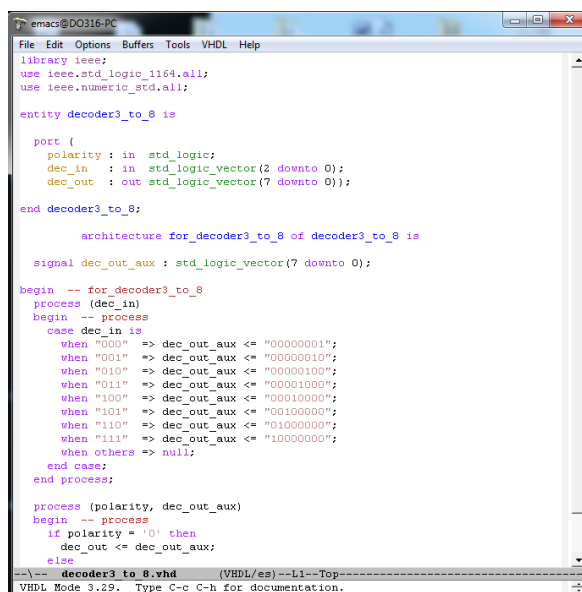 emacs@DO316-PC
File Edit Options Buffers Tools VHDL Help
library ieee;
use ieee.std_logic_1164.all;
use ieee.numeric_std.all;
entity decoder3_to_8 is
port (
polarity : in std_logic;
dec_in : in std_logic_vector(2 downto 0);
dec_out : out std_logic_vector(7 downto 0));
end decoder3_to_8;
architecture for_decoder3_to_8 of decoder3_to_8 is
signal dec_out_aux : std_logic_vector(7 downto 0);
begin -- for_decoder3_to_8
process (dec_in)
begin -- process
case dec_in is
when "000" => dec_out_aux <= "00000001";
when "001" => dec_out_aux <= "00000010";
when "010" => dec_out_aux <= "00000100";
when "011" => dec_out_aux <= "00001000";
when "100" => dec_out_aux <= "00010000";
when "101" => dec_out_aux <= "00100000";
when "110" => dec_out_aux <= "01000000";
when "111" => dec_out_aux <= "10000000";
when others => null;
end case;
end process;
process (polarity, dec_out_aux)
begin -- process
if polarity = '0' then
dec_out <= dec_out_aux;
else
--\-- decoder3_to_8.vhd (VHDL/es)--L1--Top--------------------------------------------
VHDL Mode 3.29. Type C-c C-h for documentation.